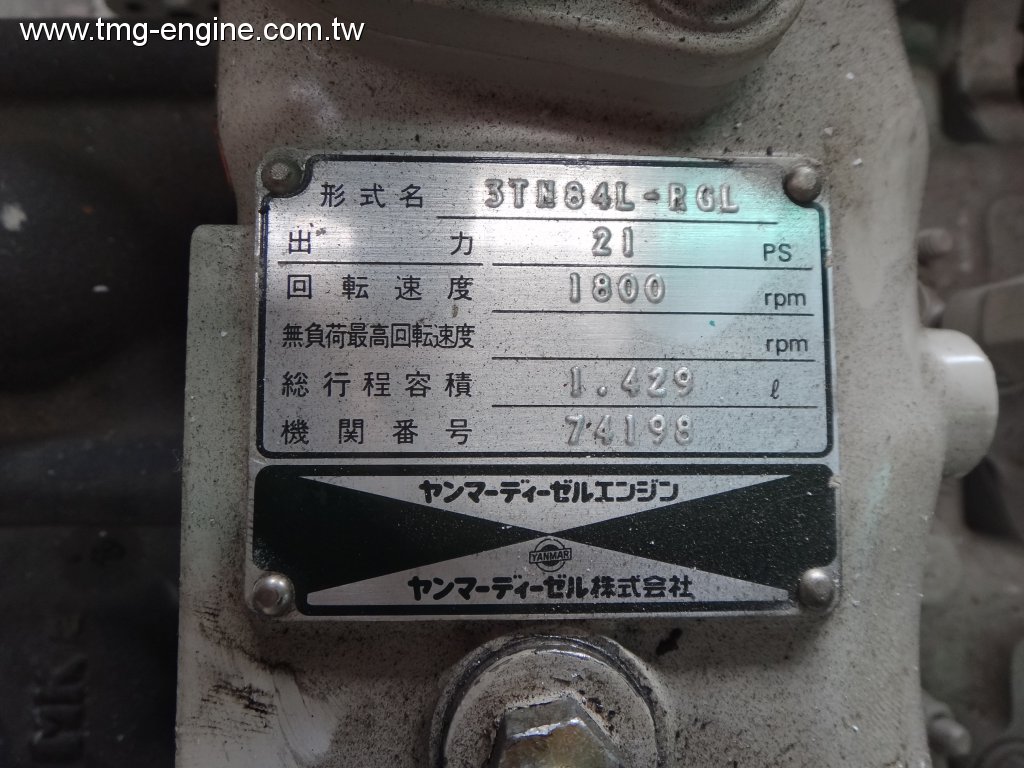 www.tmg-engine.com.tw
形式名 3TN84L-RGL
出力 21 PS
回転速度 1800 rpm
無負荷最高回転速度 rpm
総行程容積 1.429 ℓ
機関番号 74198
ヤンマーディーゼルエンジン
YANMAR
ヤンマーディーゼル株式会社